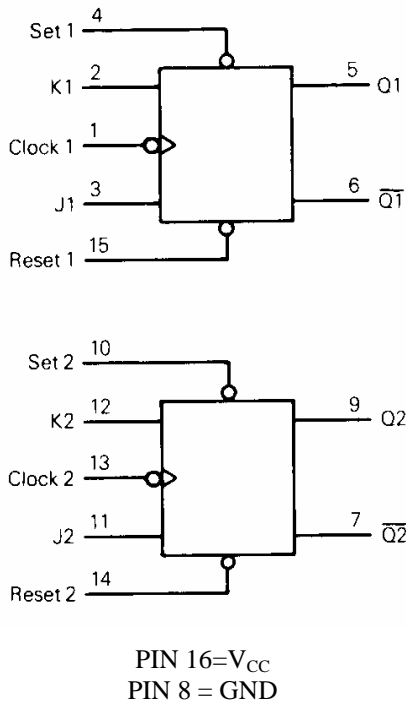 4
Set 1
2
5
K1
Q1
1
Clock 1
3
6
J1
Q1̅
15
Reset 1
10
Set 2
12
9
K2
Q2
13
Clock 2
11
7
J2
Q2̅
14
Reset 2
PIN 16=VCC
PIN 8 = GND